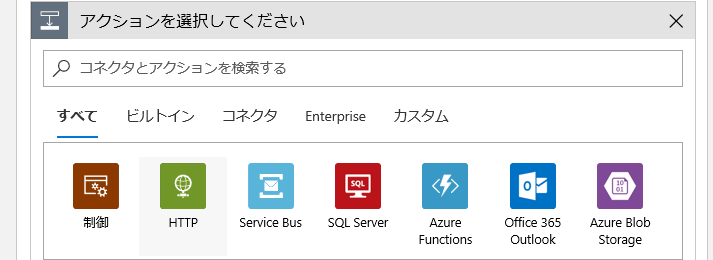 アクションを選択してください
コネクタとアクションを検索する
すべて ビルトイン コネクタ Enterprise カスタム
SQL 10 01
制御 HTTP Service Bus SQL Server Azure Functions Office 365 Outlook Azure Blob Storage